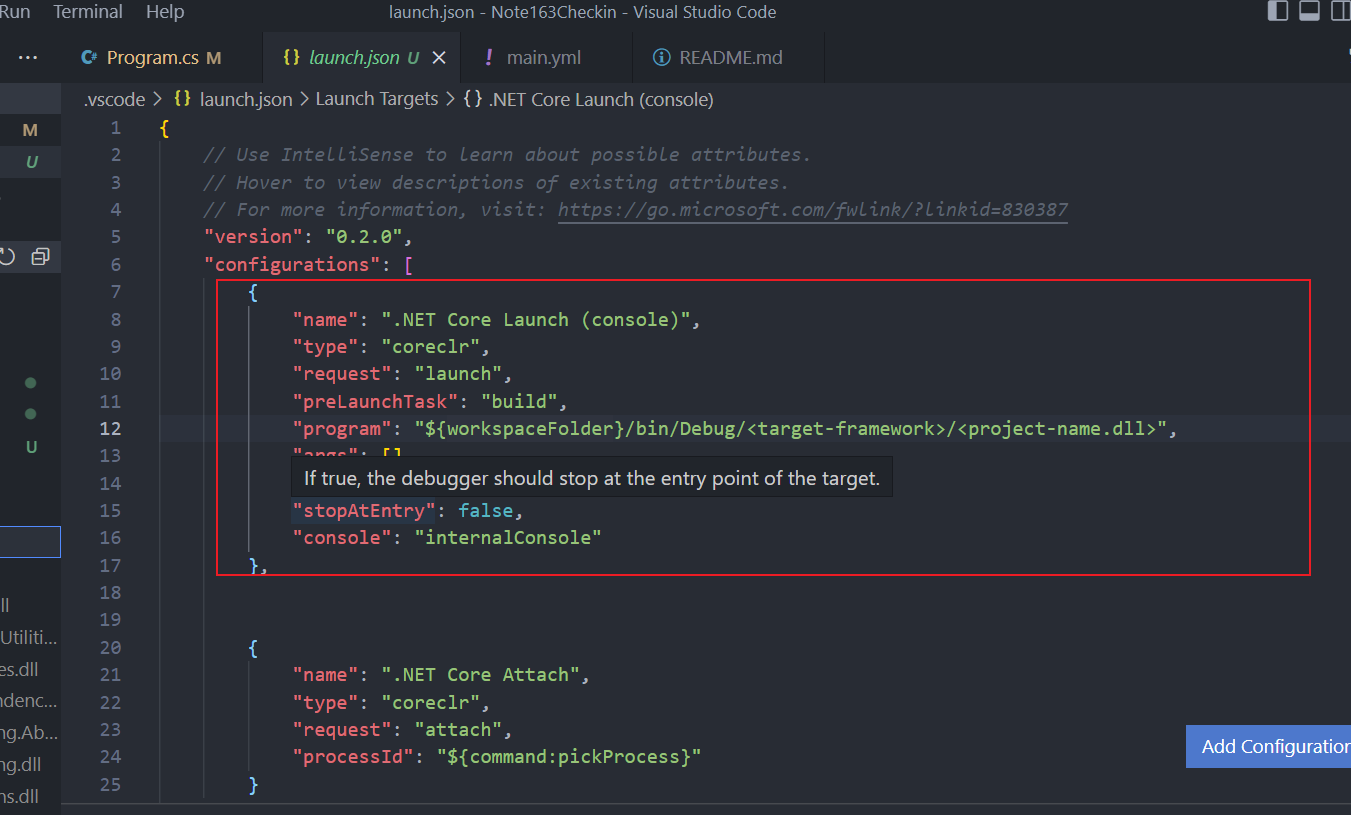 Run Terminal Help launch.json - Note163Checkin - Visual Studio Code
... C# Program.cs M {} launch.json U ! main.yml README.md
.vscode > {} launch.json > Launch Targets > {} .NET Core Launch (console)
1 {
M 2 // Use IntelliSense to learn about possible attributes.
U 3 // Hover to view descriptions of existing attributes.
4 // For more information, visit: https://go.microsoft.com/fwlink/?linkid=830387
5 "version": "0.2.0",
6 "configurations": [
7 {
8 "name": ".NET Core Launch (console)",
9 "type": "coreclr",
10 "request": "launch",
11 "preLaunchTask": "build",
12 "program": "${workspaceFolder}/bin/Debug/<target-framework>/<project-name.dll>",
U 13 "args": []
14 If true, the debugger should stop at the entry point of the target.
15 "stopAtEntry": false,
16 "console": "internalConsole"
17 },
18
ll 19
Utiliti... 20 {
es.dll 21 "name": ".NET Core Attach",
ndenc... 22 "type": "coreclr",
ng.Ab... 23 "request": "attach",
ng.dll 24 "processId": "${command:pickProcess}"
Add Configuration
ns.dll 25 }